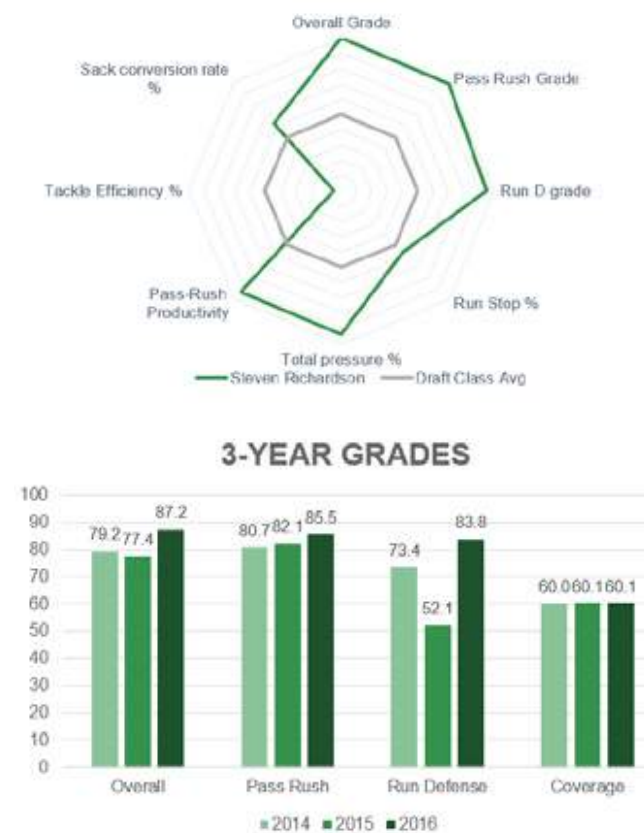 Overall Grade
Sack conversion rate
%
Pass Rush Grade
Tackle Efficiency %
Run D grade
Pass-Rush
Productivity
Run Stop %
Total pressure %
Steven Richardson
Draft Class Avg
3-YEAR GRADES
100
90
80
70
60
50
40
30
20
10
0
79.2
77.4
87.2
80.7
82.1
85.5
73.4
52.1
83.8
60.0
60.1
60.1
Overall
Pass Rush
Run Defense
Coverage
2014
2015
2016